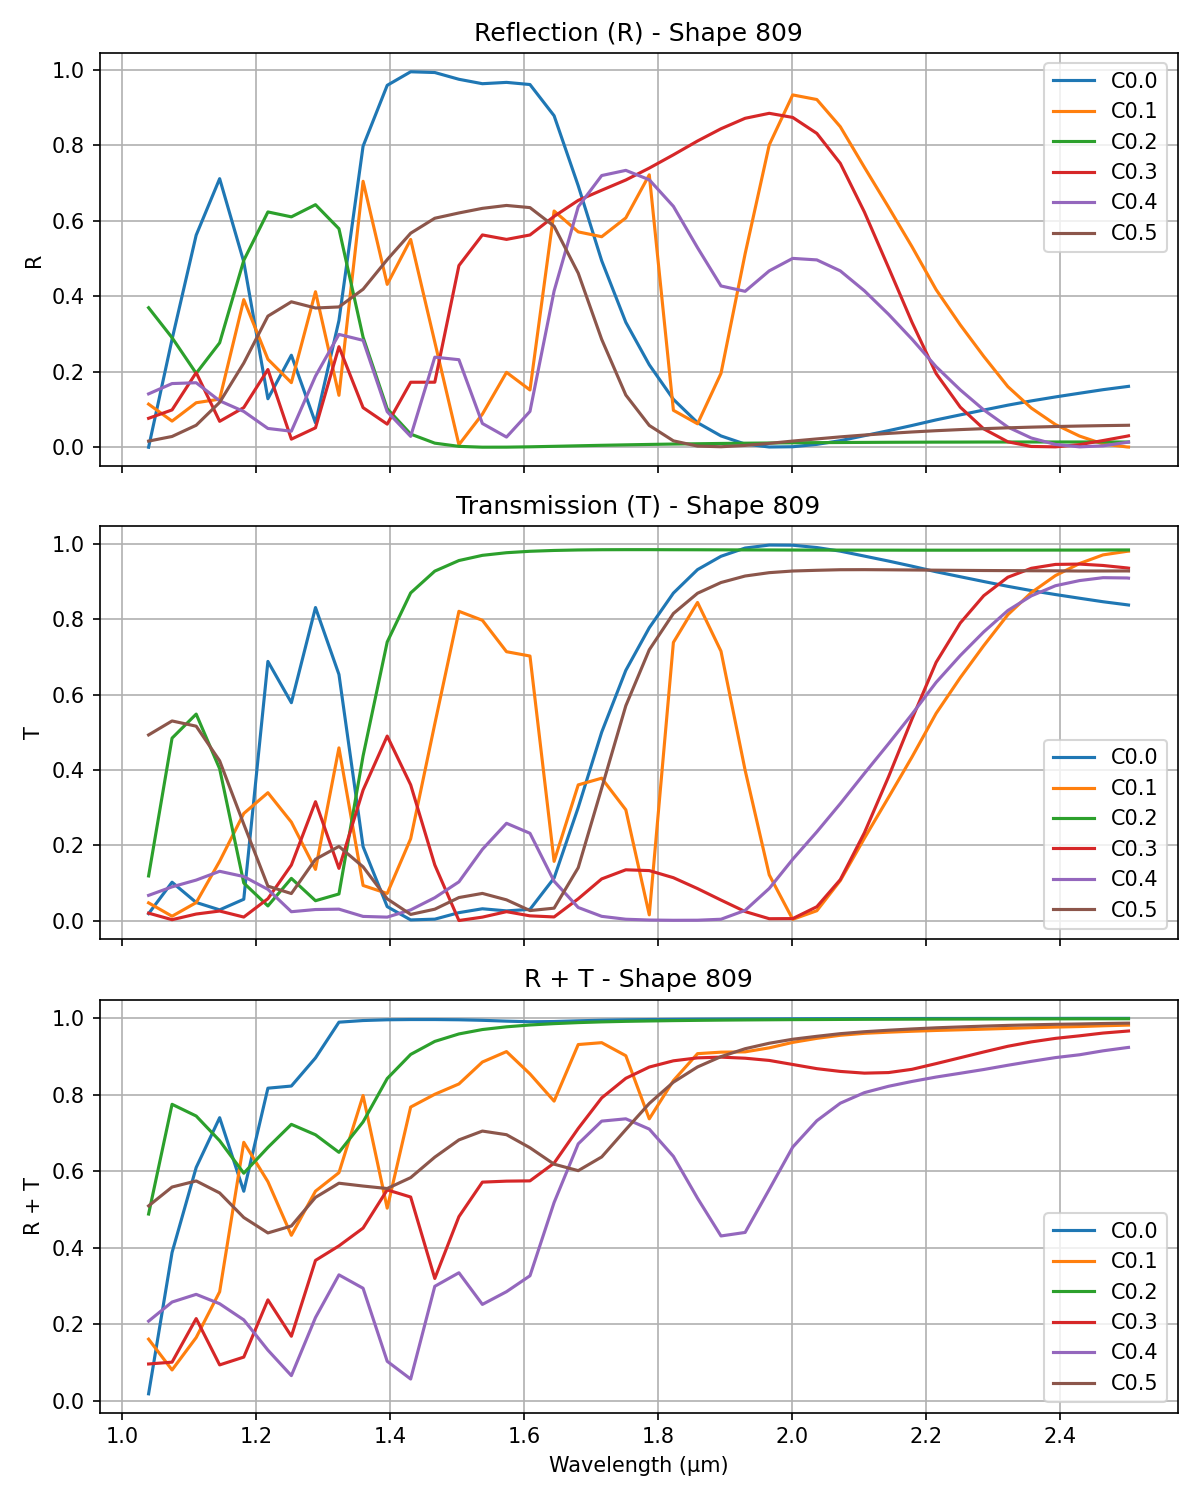 Reflection (R) - Shape 809
1.0
0.8
0.6
0.4
0.2
0.0
R
C0.0
C0.1
C0.2
C0.3
C0.4
C0.5
Transmission (T) - Shape 809
1.0
0.8
0.6
0.4
0.2
0.0
T
C0.0
C0.1
C0.2
C0.3
C0.4
C0.5
R + T - Shape 809
1.0
0.8
0.6
0.4
0.2
0.0
R + T
C0.0
C0.1
C0.2
C0.3
C0.4
C0.5
1.0 1.2 1.4 1.6 1.8 2.0 2.2 2.4
Wavelength (μm)